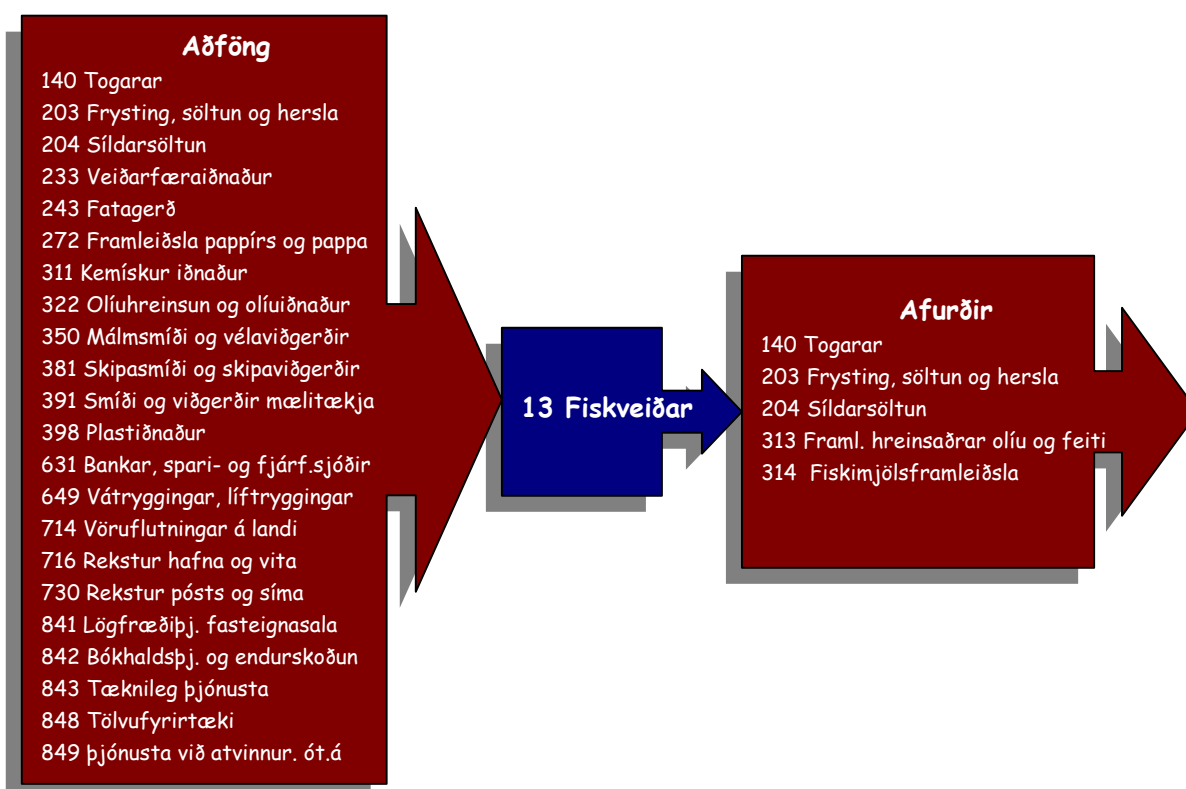 Aðföng
140 Togarar
203 Frysting, söltun og hersla
204 Síldarsöltun
233 Veiðarfæraiðnaður
243 Fatagerð
272 Framleiðsla pappírs og pappa
311 Kemískur iðnaður
322 Olíuhreinsun og olíuiðnaður
350 Málmsmíði og vélaviðgerðir
381 Skipasmíði og skipaviðgerðir
391 Smíði og viðgerðir mælitækja
398 Plastiðnaður
631 Bankar, spari- og fjárf.sjóðir
649 Vátryggingar, líftryggingar
714 Vöruflutningar á landi
716 Rekstur hafna og vita
730 Rekstur pósts og síma
841 Lögfræðiþj. fasteignasala
842 Bókhaldsþj. og endurskoðun
843 Tæknileg þjónusta
848 Tölvufyrirtæki
849 þjónusta við atvinnur. ót.á
13 Fiskveiðar
Afurðir
140 Togarar
203 Frysting, söltun og hersla
204 Síldarsöltun
313 Framl. hreinsaðrar olíu og feiti
314 Fiskimjölsframleiðsla